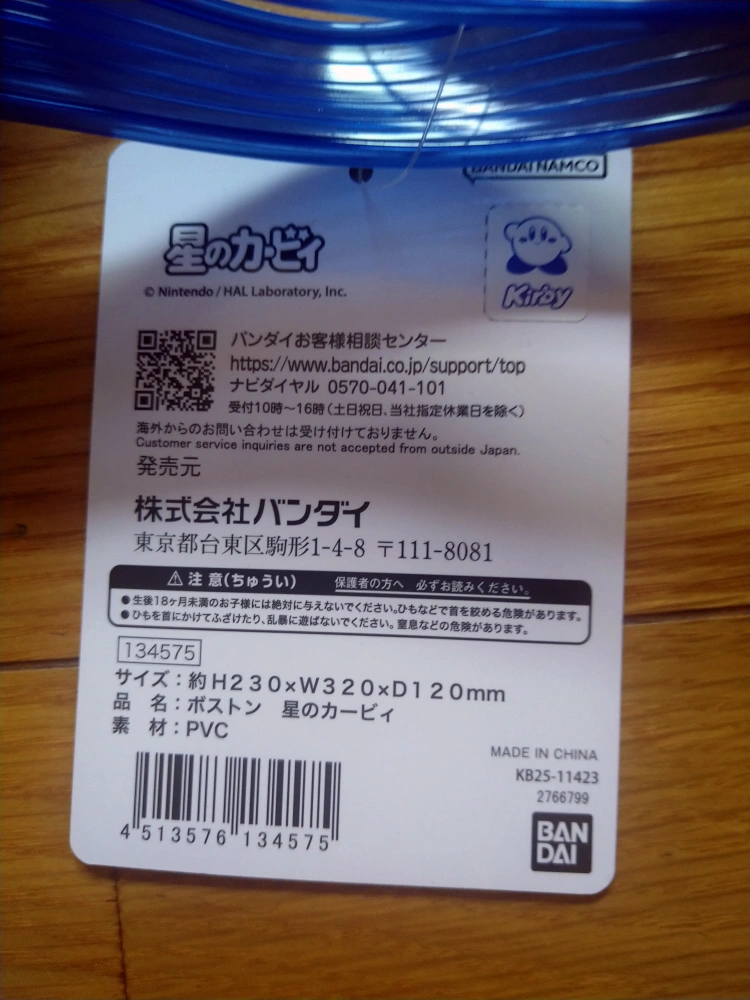 BANDAI NAMCO
星のカービィ
© Nintendo / HAL Laboratory, Inc.
Kirby
バンダイお客様相談センター
https://www.bandai.co.jp/support/top
ナビダイヤル 0570-041-101
受付10時～16時(土日祝日、当社指定休業日を除く)
海外からのお問い合わせは受け付けておりません。
Customer service inquiries are not accepted from outside Japan.
発売元
株式会社バンダイ
東京都台東区駒形1-4-8 〒111-8081
⚠ 注 意(ちゅうい) 保護者の方へ 必ずお読みください。
●生後18ヶ月未満のお子様には絶対に与えないでください。ひもなどで首を絞める危険があります。
●ひもを首にかけてふざけたり、乱暴に遊ばないでください。窒息などの危険があります。
134575
サイズ：約H230×W320×D120mm
品 名：ボストン 星のカービィ
素 材：PVC
MADE IN CHINA
KB25-11423
2766799
4 513576 134575
BAN
DAI